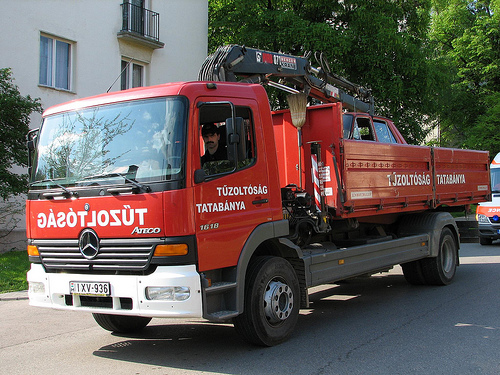 TŰZOLTÓSÁG
ATEGO
1618
IXV-936
TŰZOLTÓSÁG
TATABÁNYA
TŰZOLTÓSÁG TATABÁNYA